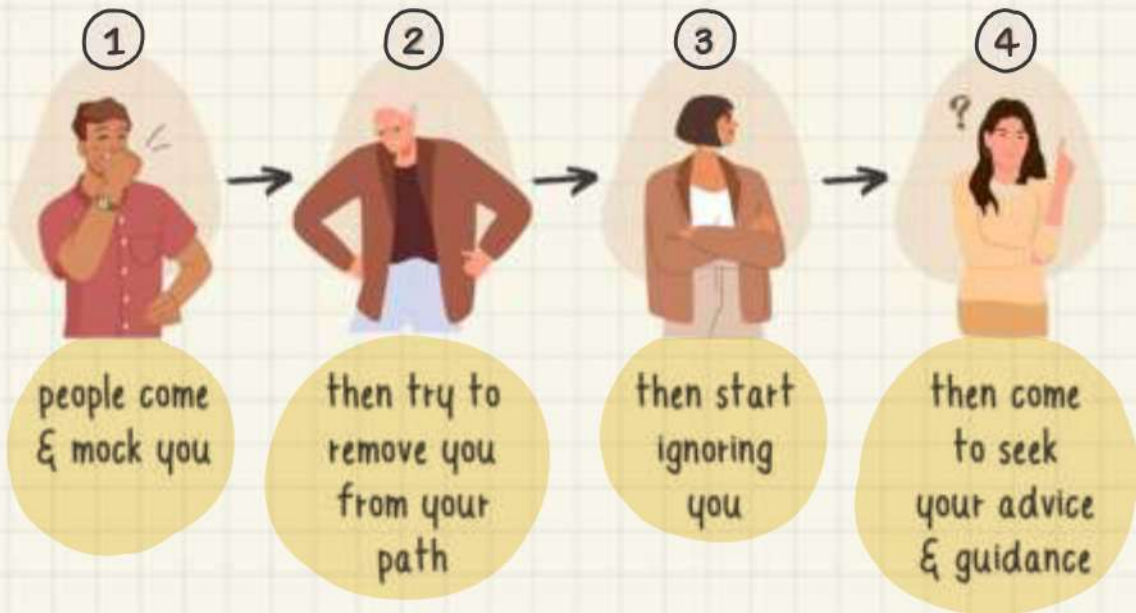 1
people come
& mock you
2
then try to
remove you
from your
path
3
then start
ignoring
you
4
?
then come
to seek
your advice
& guidance